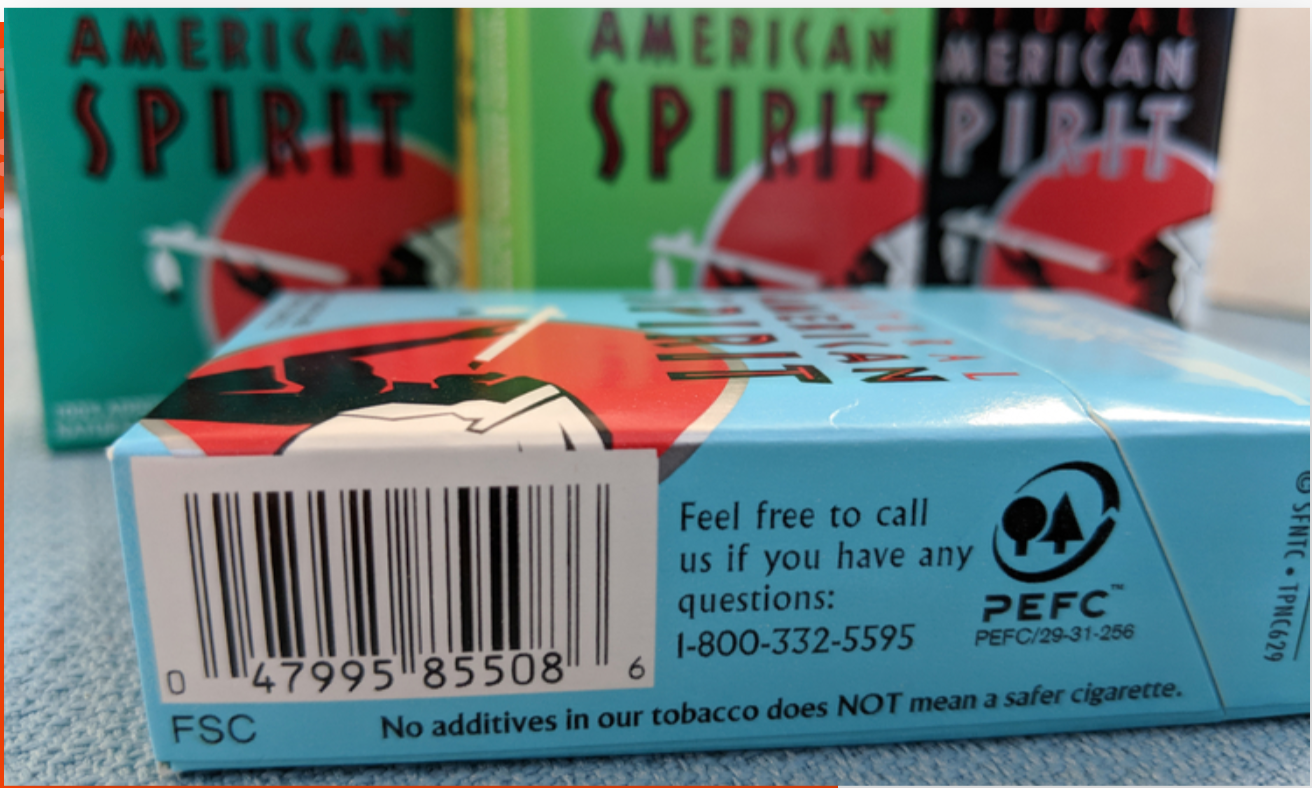 AMERICAN
SPIRIT
AMERICAN
SPIRIT
MERICAN
PIRIT
NATURAL
AMERICAN
SPIRIT
Feel free to call
us if you have any
questions:
1-800-332-5595
PEFC™
PEFC/29-31-256
0 47995 85508 6
FSC
No additives in our tobacco does NOT mean a safer cigarette.
© SFNTC • TPNC629